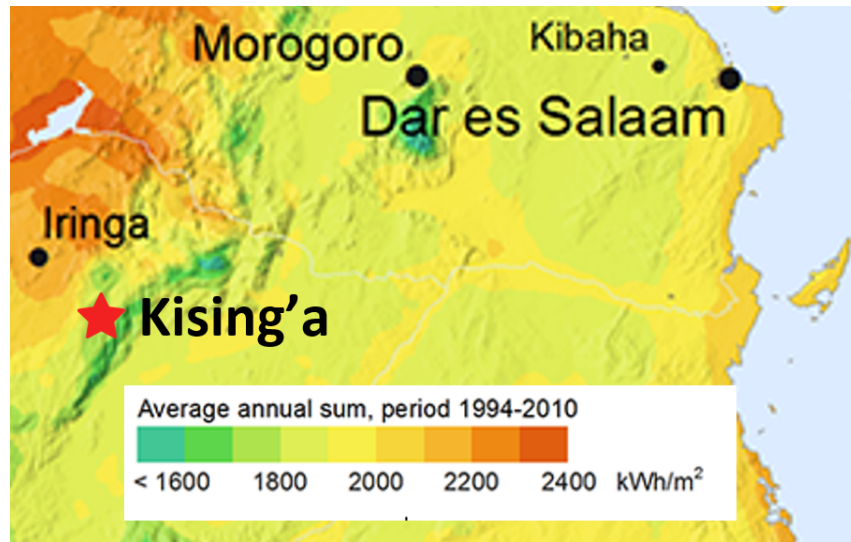 Morogoro
Kibaha
Dar es Salaam
Iringa
Kising’a
Average annual sum, period 1994-2010
< 1600 1800 2000 2200 2400 kWh/m²